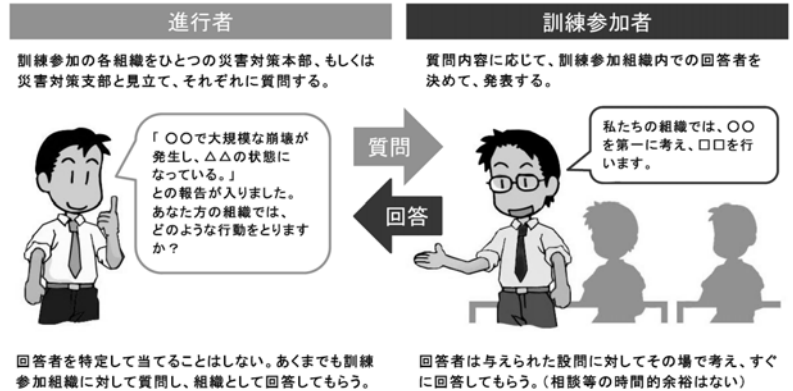 進行者
訓練参加の各組織をひとつの災害対策本部、もしくは
災害対策支部と見立て、それぞれに質問する。
「 〇〇で大規模な崩壊が
発生し、△△の状態に
なっている。」
との報告が入りました。
あなた方の組織では、
どのような行動をとります
か？
回答者を特定して当てることはしない。あくまでも訓練
参加組織に対して質問し、組織として回答してもらう。
質問
回答
訓練参加者
質問内容に応じて、訓練参加組織内での回答者を
決めて、発表する。
私たちの組織では、〇〇
を第一に考え、□□を行
います。
回答者は与えられた設問に対してその場で考え、すぐ
に回答してもらう。（相談等の時間的余裕はない）